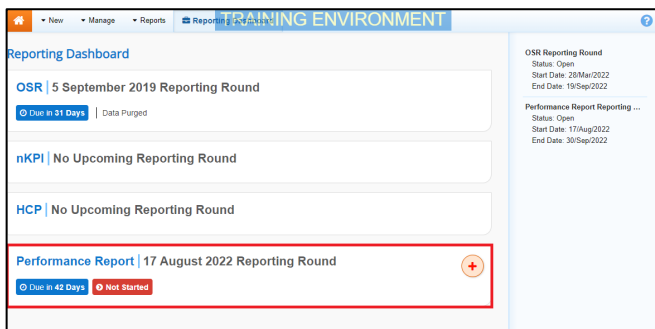 New Manage Reports Reporting Dashboard TRAINING ENVIRONMENT ?
Reporting Dashboard
OSR | 5 September 2019 Reporting Round
Due in 31 Days | Data Purged
nKPI | No Upcoming Reporting Round
HCP | No Upcoming Reporting Round
Performance Report | 17 August 2022 Reporting Round
Due in 42 Days Not Started
OSR Reporting Round
Status: Open
Start Date: 28/Mar/2022
End Date: 19/Sep/2022
Performance Report Reporting ...
Status: Open
Start Date: 17/Aug/2022
End Date: 30/Sep/2022